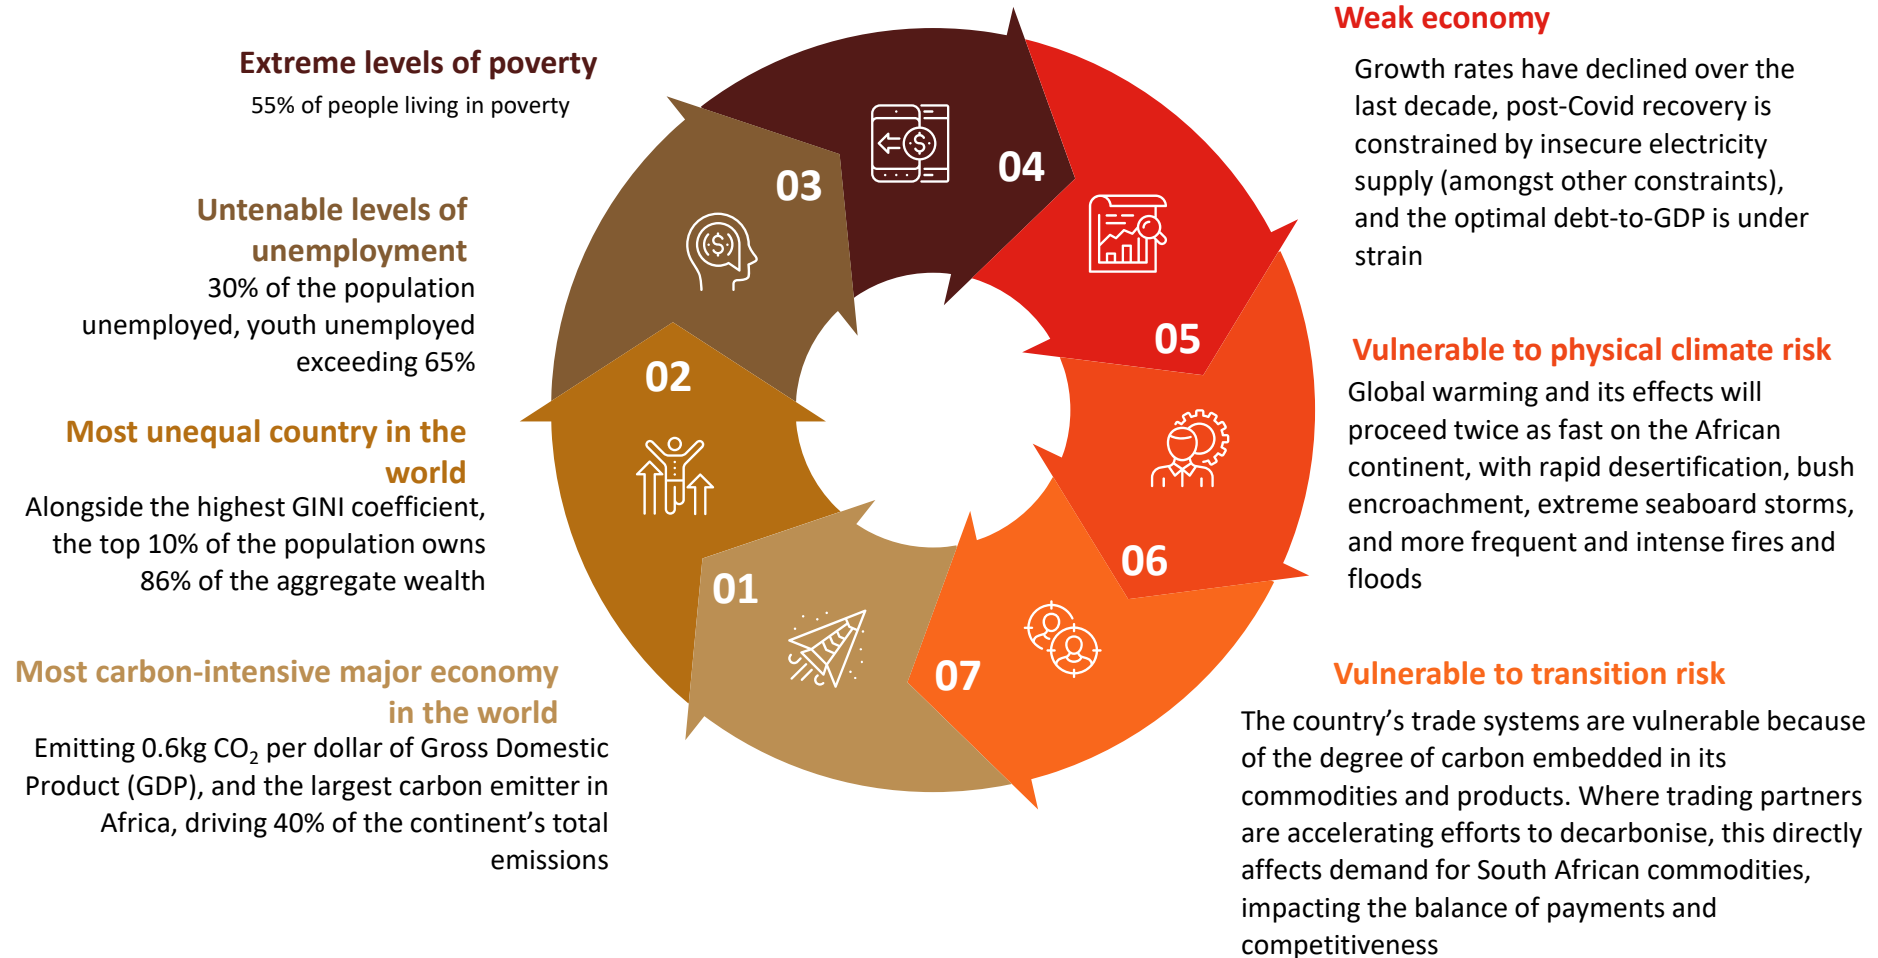 Extreme levels of poverty
55% of people living in poverty
Untenable levels of
unemployment
30% of the population
unemployed, youth unemployed
exceeding 65%
Most unequal country in the
world
Alongside the highest GINI coefficient,
the top 10% of the population owns
86% of the aggregate wealth
Most carbon-intensive major economy
in the world
Emitting 0.6kg CO₂ per dollar of Gross Domestic
Product (GDP), and the largest carbon emitter in
Africa, driving 40% of the continent’s total
emissions
04
03
05
02
06
01
07
Weak economy
Growth rates have declined over the
last decade, post-Covid recovery is
constrained by insecure electricity
supply (amongst other constraints),
and the optimal debt-to-GDP is under
strain
Vulnerable to physical climate risk
Global warming and its effects will
proceed twice as fast on the African
continent, with rapid desertification, bush
encroachment, extreme seaboard storms,
and more frequent and intense fires and
floods
Vulnerable to transition risk
The country’s trade systems are vulnerable because
of the degree of carbon embedded in its
commodities and products. Where trading partners
are accelerating efforts to decarbonise, this directly
affects demand for South African commodities,
impacting the balance of payments and
competitiveness